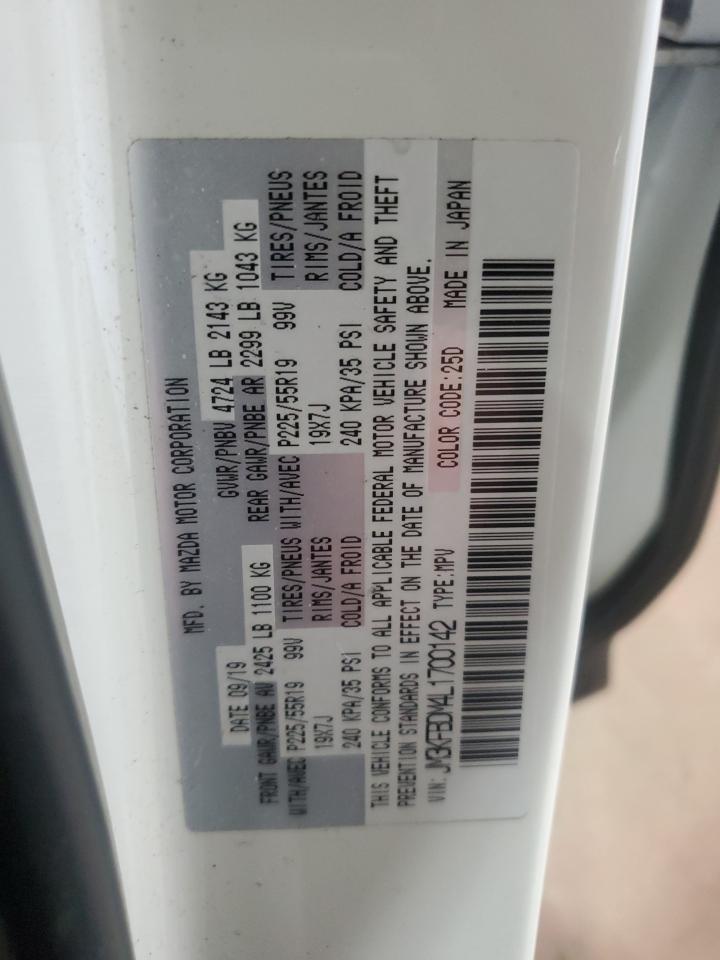 MFD. BY MAZDA MOTOR CORPORATION
DATE 09/19 GVWR/PNBV 4724 LB 2143 KG
FRONT GAWR/PNBE AV 2425 LB 1100 KG REAR GAWR/PNBE AR 2299 LB 1043 KG
WITH/AVEC P225/55R19 99V TIRES/PNEUS WITH/AVEC P225/55R19 99V TIRES/PNEUS
19X7J RIMS/JANTES 19X7J RIMS/JANTES
240 KPA/35 PSI COLD/A FROID 240 KPA/35 PSI COLD/A FROID
THIS VEHICLE CONFORMS TO ALL APPLICABLE FEDERAL MOTOR VEHICLE SAFETY AND THEFT
PREVENTION STANDARDS IN EFFECT ON THE DATE OF MANUFACTURE SHOWN ABOVE.
VIN: JM3KFBDY4L1700142 TYPE:MPV COLOR CODE:25D MADE IN JAPAN